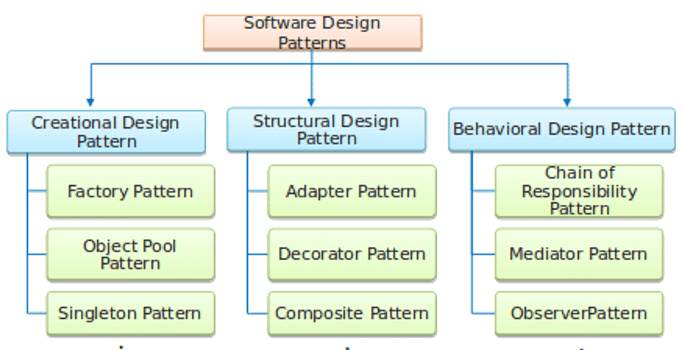 Software Design
Patterns
Creational Design
Pattern
Structural Design
Pattern
Behavioral Design Pattern
Factory Pattern
Adapter Pattern
Chain of
Responsibility
Pattern
Object Pool
Pattern
Decorator Pattern
Mediator Pattern
Singleton Pattern
Composite Pattern
ObserverPattern